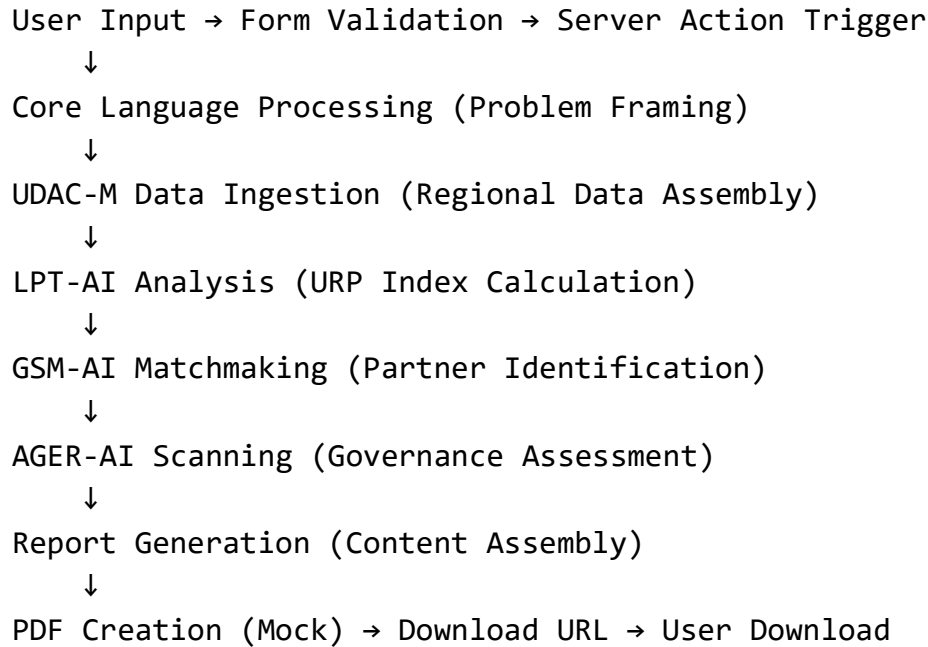 User Input → Form Validation → Server Action Trigger
↓
Core Language Processing (Problem Framing)
↓
UDAC-M Data Ingestion (Regional Data Assembly)
↓
LPT-AI Analysis (URP Index Calculation)
↓
GSM-AI Matchmaking (Partner Identification)
↓
AGER-AI Scanning (Governance Assessment)
↓
Report Generation (Content Assembly)
↓
PDF Creation (Mock) → Download URL → User Download